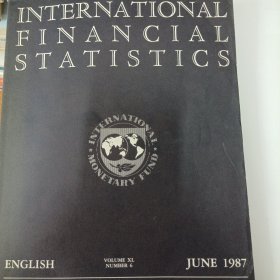 INTERNATIONAL
FINANCIAL
STATISTICS
INTERNATIONAL
MONETARY FUND
ENGLISH
VOLUME XL
NUMBER 6
JUNE 1987